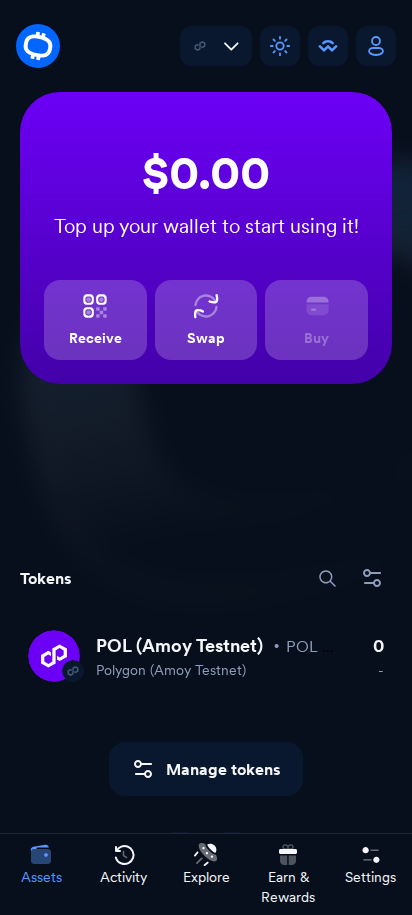 $0.00
Top up your wallet to start using it!
Receive
Swap
Buy
Tokens
POL (Amoy Testnet) • POL ... 0
Polygon (Amoy Testnet) -
Manage tokens
Assets
Activity
Explore
Earn &
Rewards
Settings